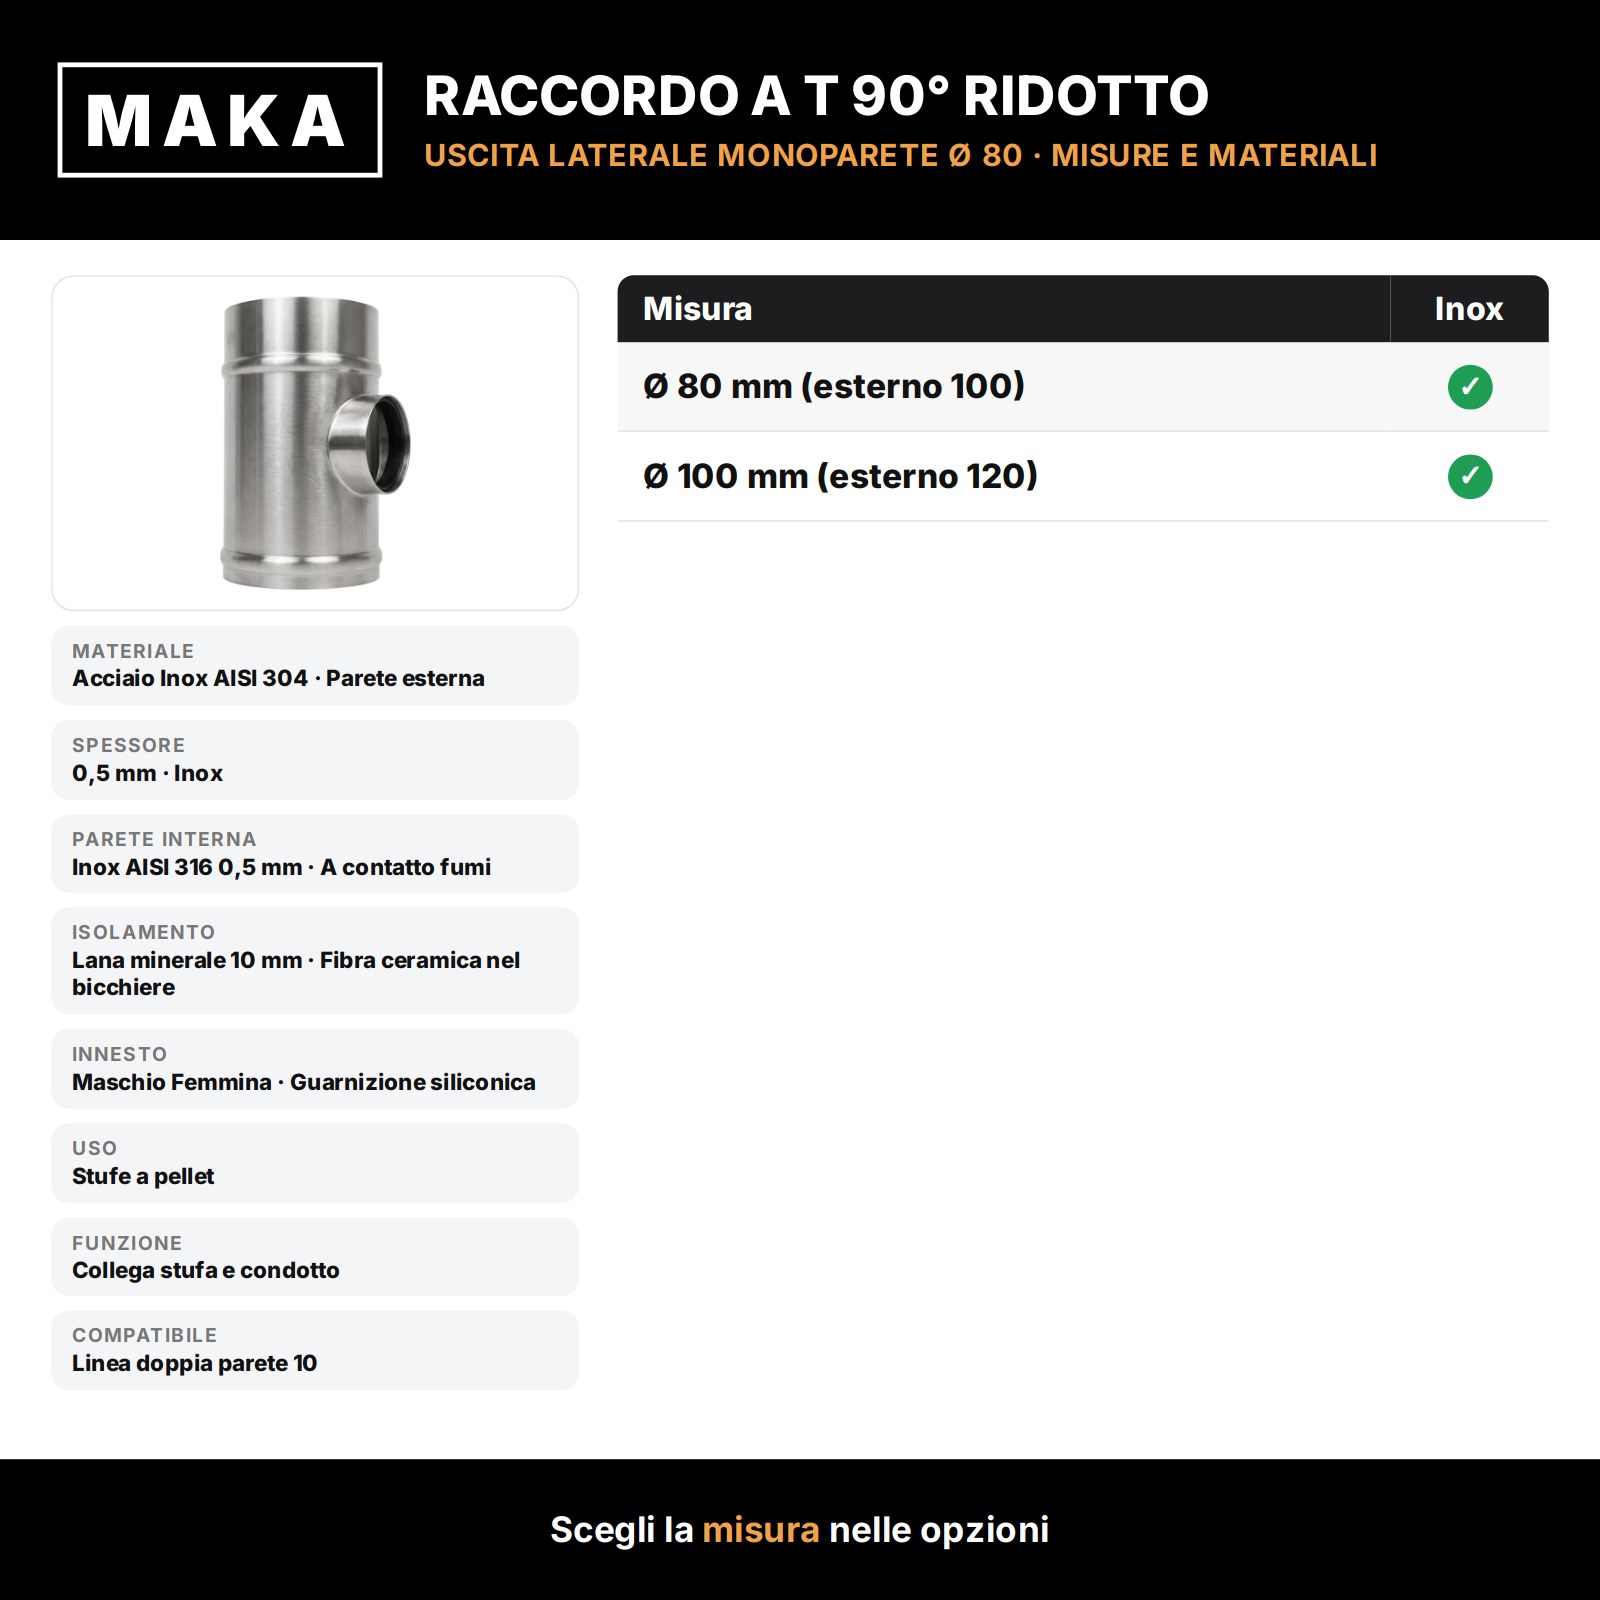 MAKA
RACCORDO A T 90° RIDOTTO
USCITA LATERALE MONOPARETE Ø 80 · MISURE E MATERIALI
Misura Inox
Ø 80 mm (esterno 100) ✓
Ø 100 mm (esterno 120) ✓
MATERIALE
Acciaio Inox AISI 304 · Parete esterna
SPESSORE
0,5 mm · Inox
PARETE INTERNA
Inox AISI 316 0,5 mm · A contatto fumi
ISOLAMENTO
Lana minerale 10 mm · Fibra ceramica nel
bicchiere
INNESTO
Maschio Femmina · Guarnizione siliconica
USO
Stufe a pellet
FUNZIONE
Collega stufa e condotto
COMPATIBILE
Linea doppia parete 10
Scegli la misura nelle opzioni